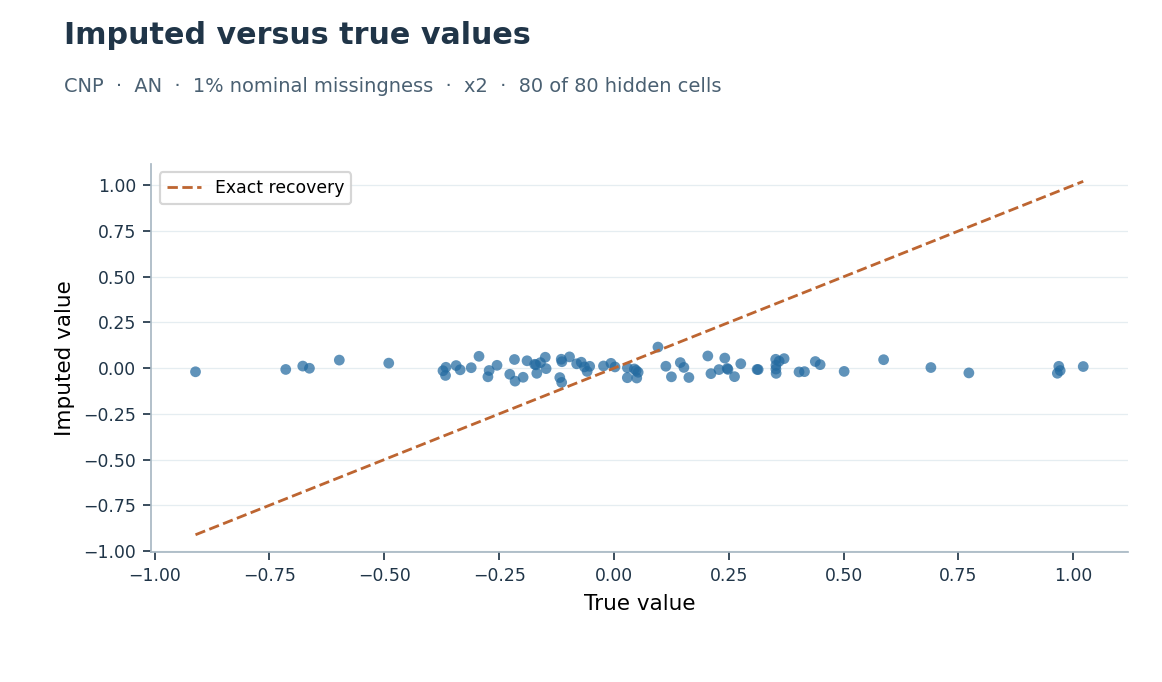 Imputed versus true values
CNP · AN · 1% nominal missingness · x2 · 80 of 80 hidden cells
Exact recovery
1.00
0.75
0.50
0.25
0.00
−0.25
−0.50
−0.75
−1.00
Imputed value
−1.00 −0.75 −0.50 −0.25 0.00 0.25 0.50 0.75 1.00
True value